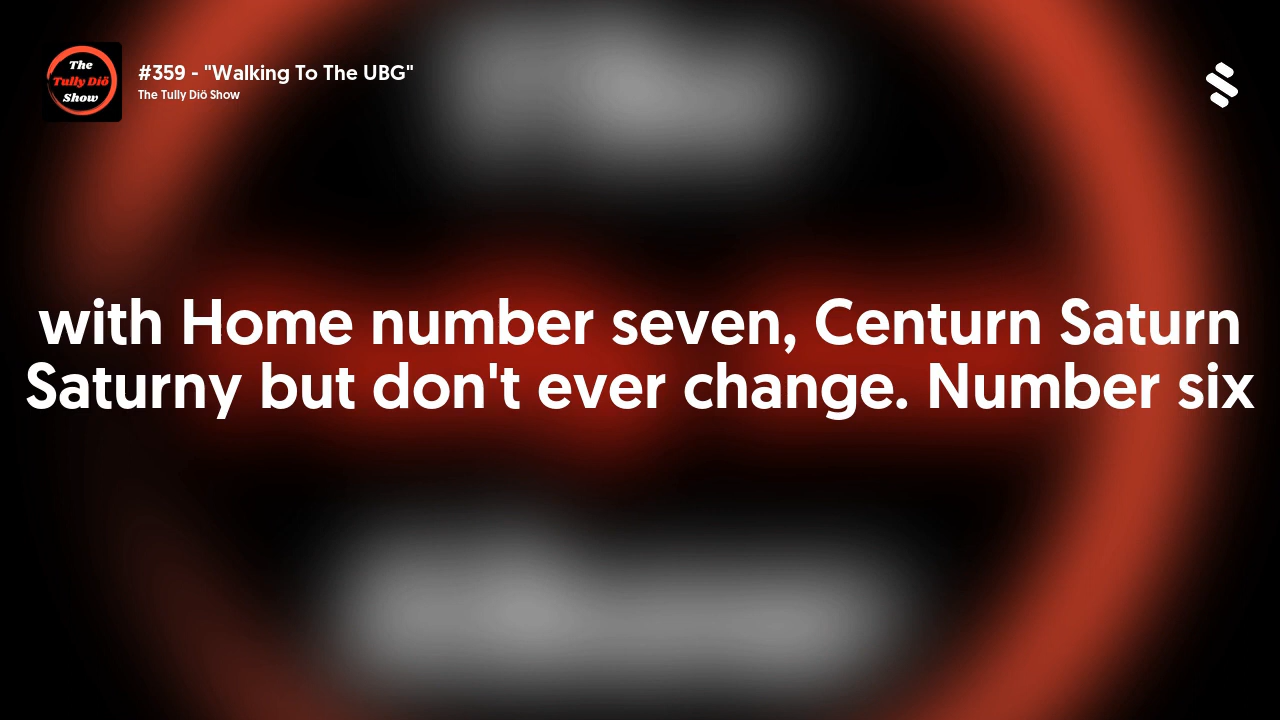 The
Tully Diö
Show
#359 - "Walking To The UBG"
The Tully Diö Show
with Home number seven, Centurn Saturn
Saturny but don't ever change. Number six